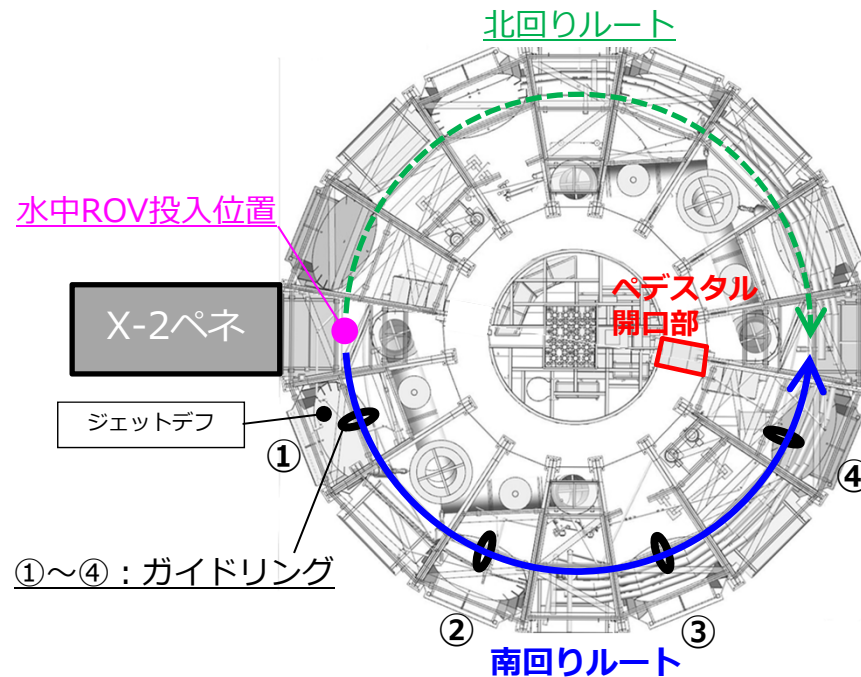 北回りルート
水中ROV投入位置
X-2ペネ
ペデスタル
開口部
ジェットデフ
①
④
①～④：ガイドリング
②
③
南回りルート